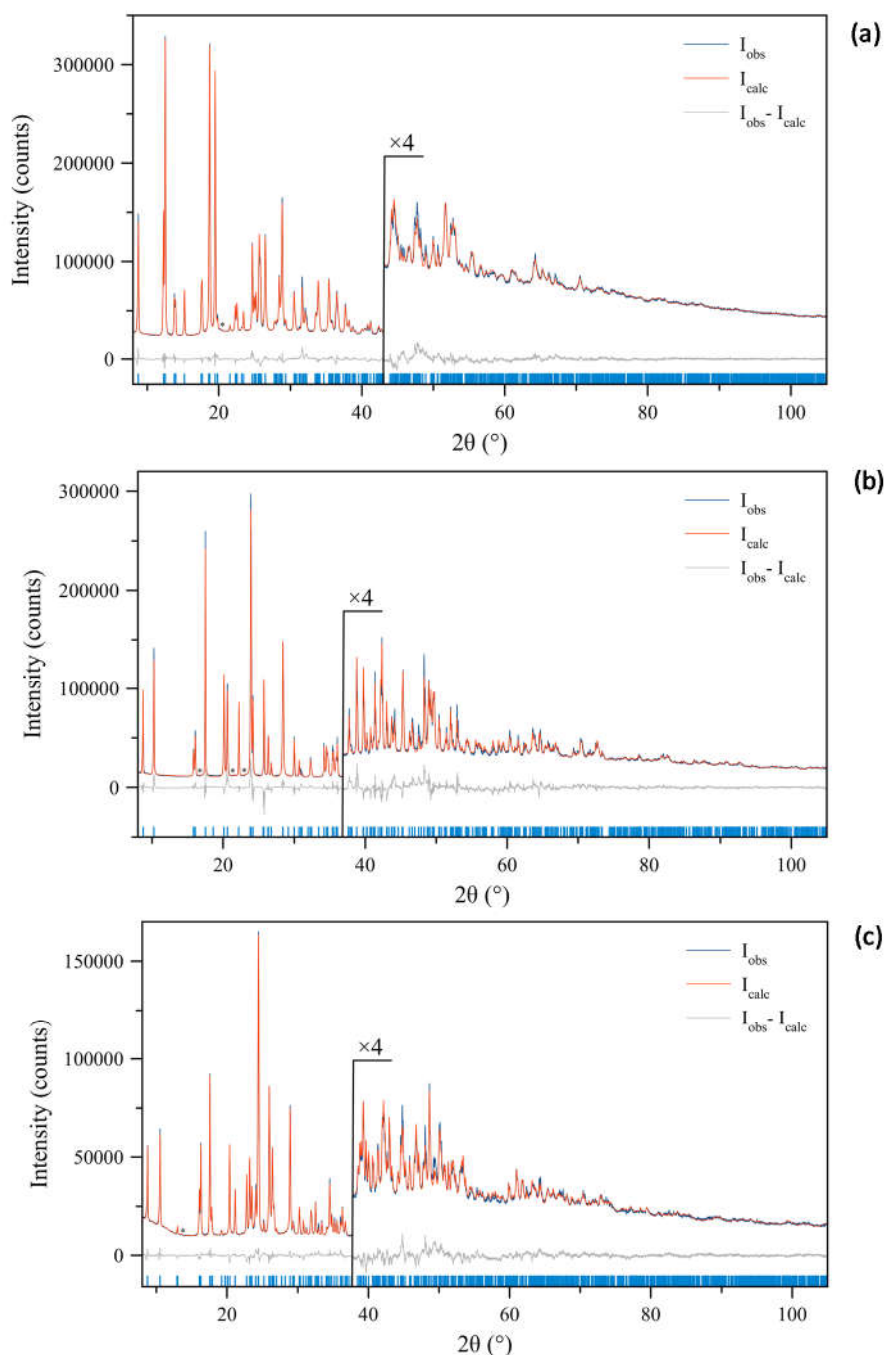 (a)
I_obs
I_calc
I_obs - I_calc
×4
Intensity (counts)
300000
200000
100000
0
20 40 60 80 100
2θ (°)
(b)
I_obs
I_calc
I_obs - I_calc
×4
Intensity (counts)
300000
200000
100000
0
20 40 60 80 100
2θ (°)
(c)
I_obs
I_calc
I_obs - I_calc
×4
Intensity (counts)
150000
100000
50000
0
20 40 60 80 100
2θ (°)